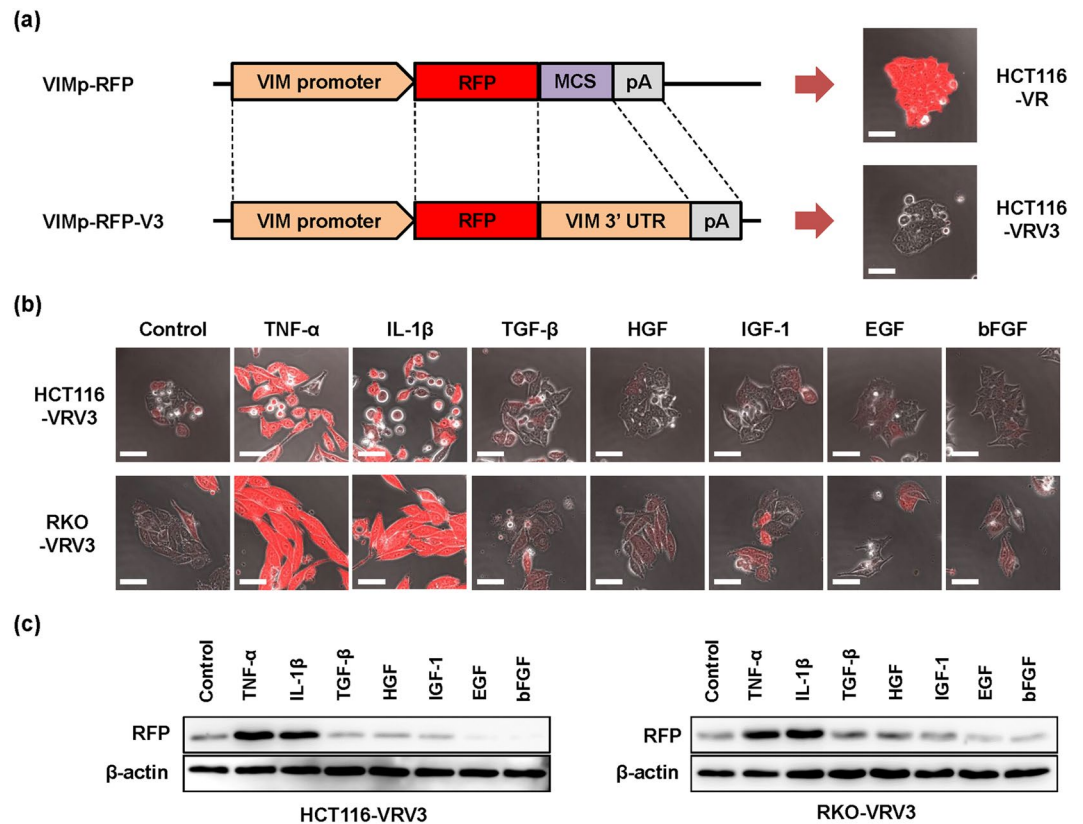 (a)
VIMp-RFP
VIM promoter
RFP
MCS
pA
HCT116
-VR
VIMp-RFP-V3
VIM promoter
RFP
VIM 3' UTR
pA
HCT116
-VRV3
(b)
Control
TNF-α
IL-1β
TGF-β
HGF
IGF-1
EGF
bFGF
HCT116
-VRV3
RKO
-VRV3
(c)
Control
TNF-α
IL-1β
TGF-β
HGF
IGF-1
EGF
bFGF
Control
TNF-α
IL-1β
TGF-β
HGF
IGF-1
EGF
bFGF
RFP
RFP
β-actin
β-actin
HCT116-VRV3
RKO-VRV3